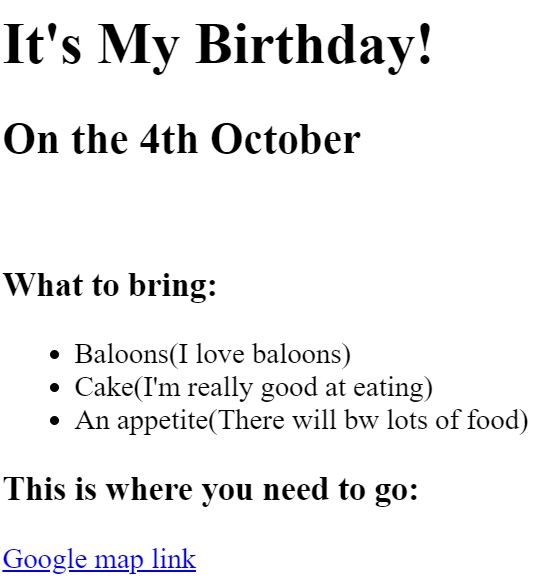 It's My Birthday!
On the 4th October
What to bring:
Baloons(I love baloons)
Cake(I'm really good at eating)
An appetite(There will bw lots of food)
This is where you need to go:
Google map link